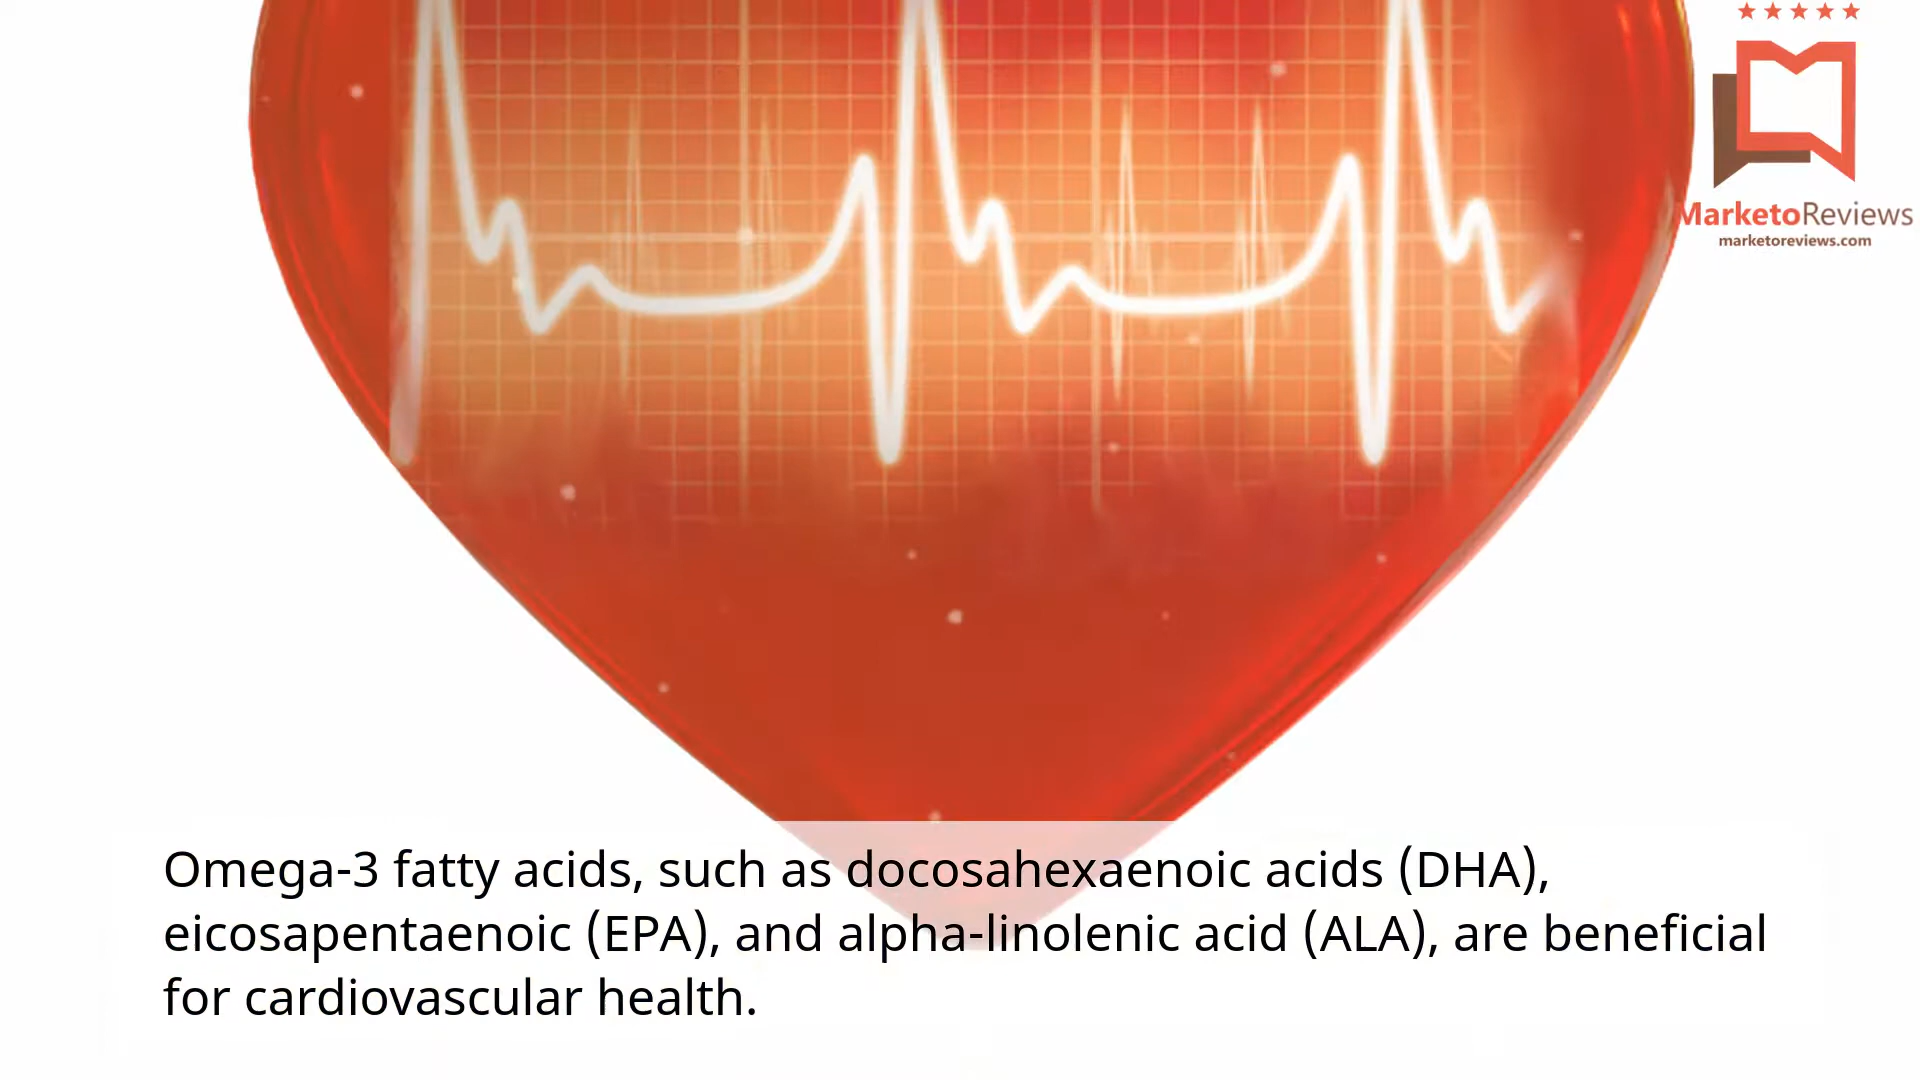 MarketoReviews
marketoreviews.com
Omega-3 fatty acids, such as docosahexaenoic acids (DHA),
eicosapentaenoic (EPA), and alpha-linolenic acid (ALA), are beneficial
for cardiovascular health.